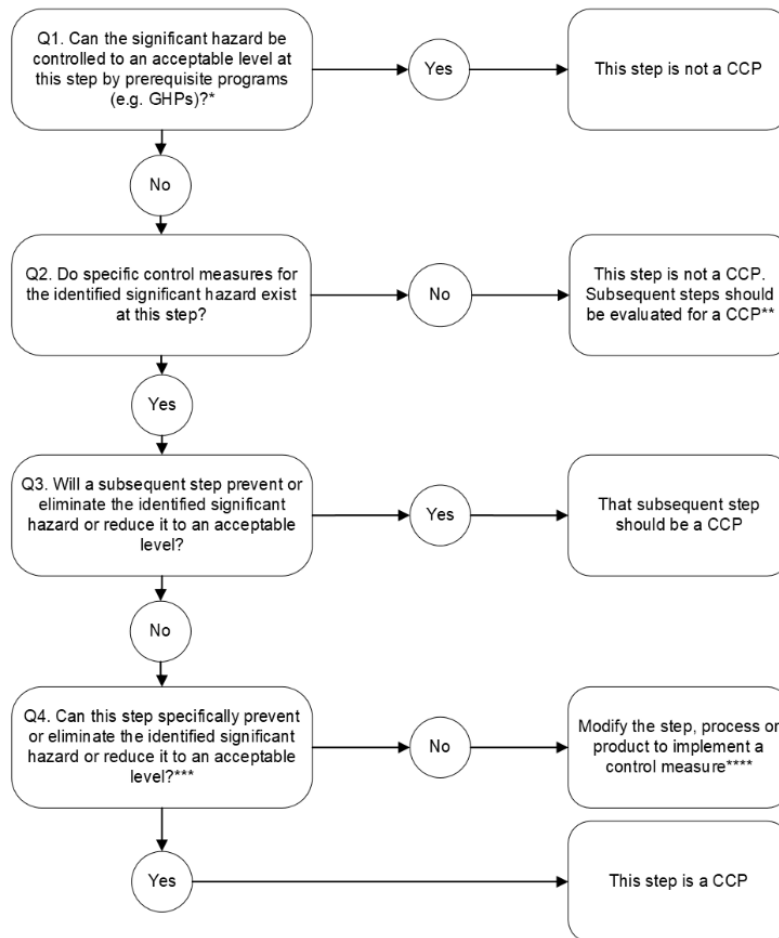 Q1. Can the significant hazard be
controlled to an acceptable level at
this step by prerequisite programs
(e.g. GHPs)?*
Yes
This step is not a CCP
No
Q2. Do specific control measures for
the identified significant hazard exist
at this step?
No
This step is not a CCP.
Subsequent steps should
be evaluated for a CCP**
Yes
Q3. Will a subsequent step prevent or
eliminate the identified significant
hazard or reduce it to an acceptable
level?
Yes
That subsequent step
should be a CCP
No
Q4. Can this step specifically prevent
or eliminate the identified significant
hazard or reduce it to an acceptable
level?***
No
Modify the step, process or
product to implement a
control measure****
Yes
This step is a CCP